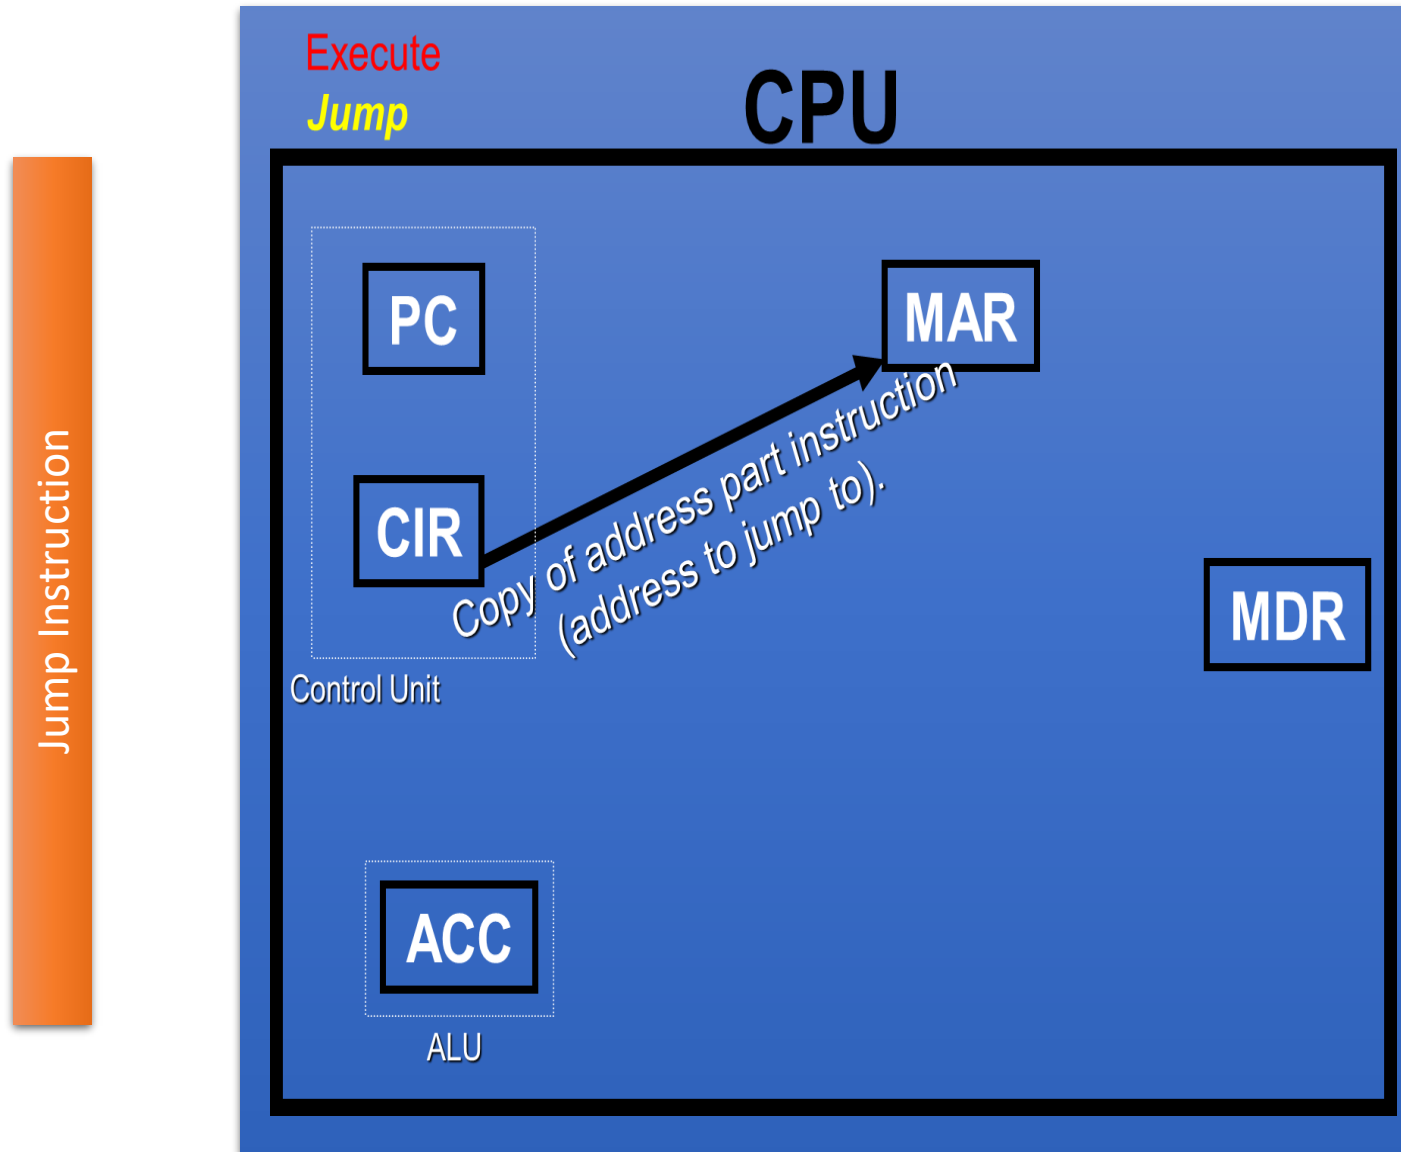 Jump Instruction
Execute
Jump
CPU
PC
MAR
CIR
Copy of address part instruction
(address to jump to).
MDR
Control Unit
ACC
ALU